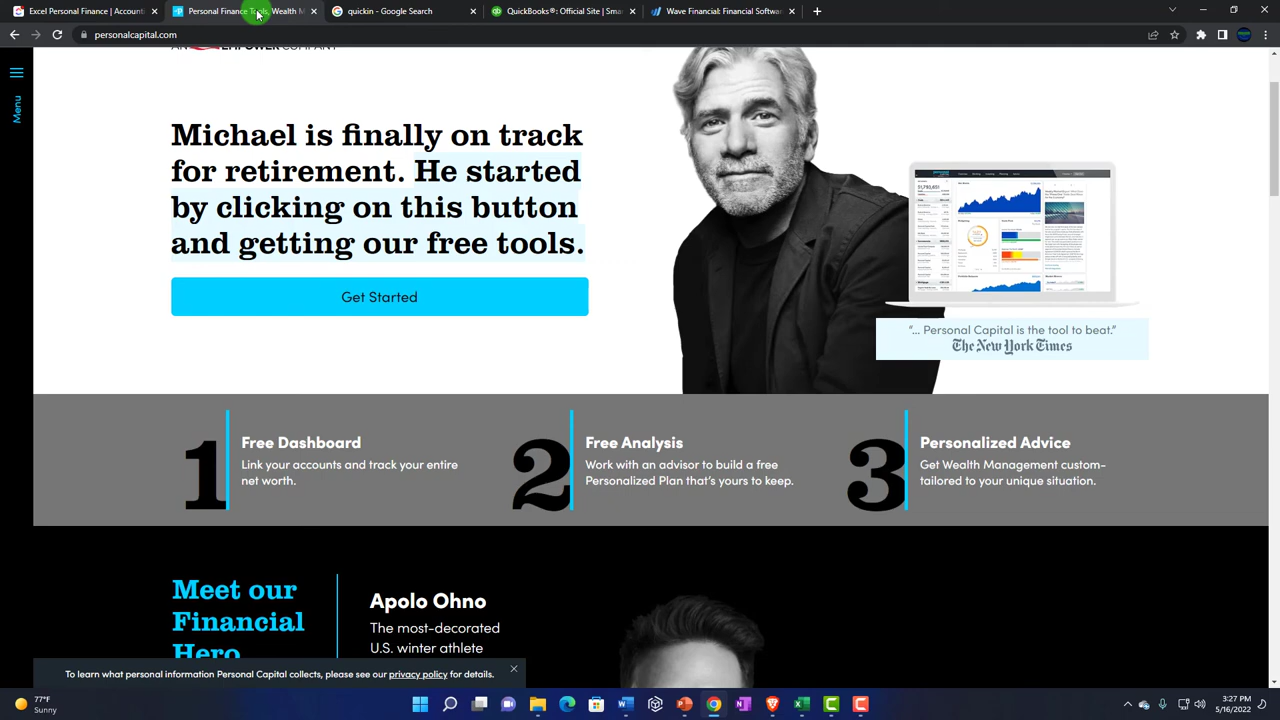 Excel Personal Finance | Account
Personal Finance Tools, Wealth M
quickin - Google Search
QuickBooks®: Official Site | Smar
Wave Financial: Financial Softwar
personalcapital.com
Menu
AN EMPOWER COMPANY
Michael is finally on track
for retirement. He started
by clicking on this button
and getting our free tools.
Get Started
"... Personal Capital is the tool to beat."
The New York Times
1
Free Dashboard
Link your accounts and track your entire
net worth.
2
Free Analysis
Work with an advisor to build a free
Personalized Plan that's yours to keep.
3
Personalized Advice
Get Wealth Management custom-
tailored to your unique situation.
Meet our
Financial
Hero
Apolo Ohno
The most-decorated
U.S. winter athlete
To learn what personal information Personal Capital collects, please see our privacy policy for details.
77°F
Sunny
3:27 PM
5/16/2022